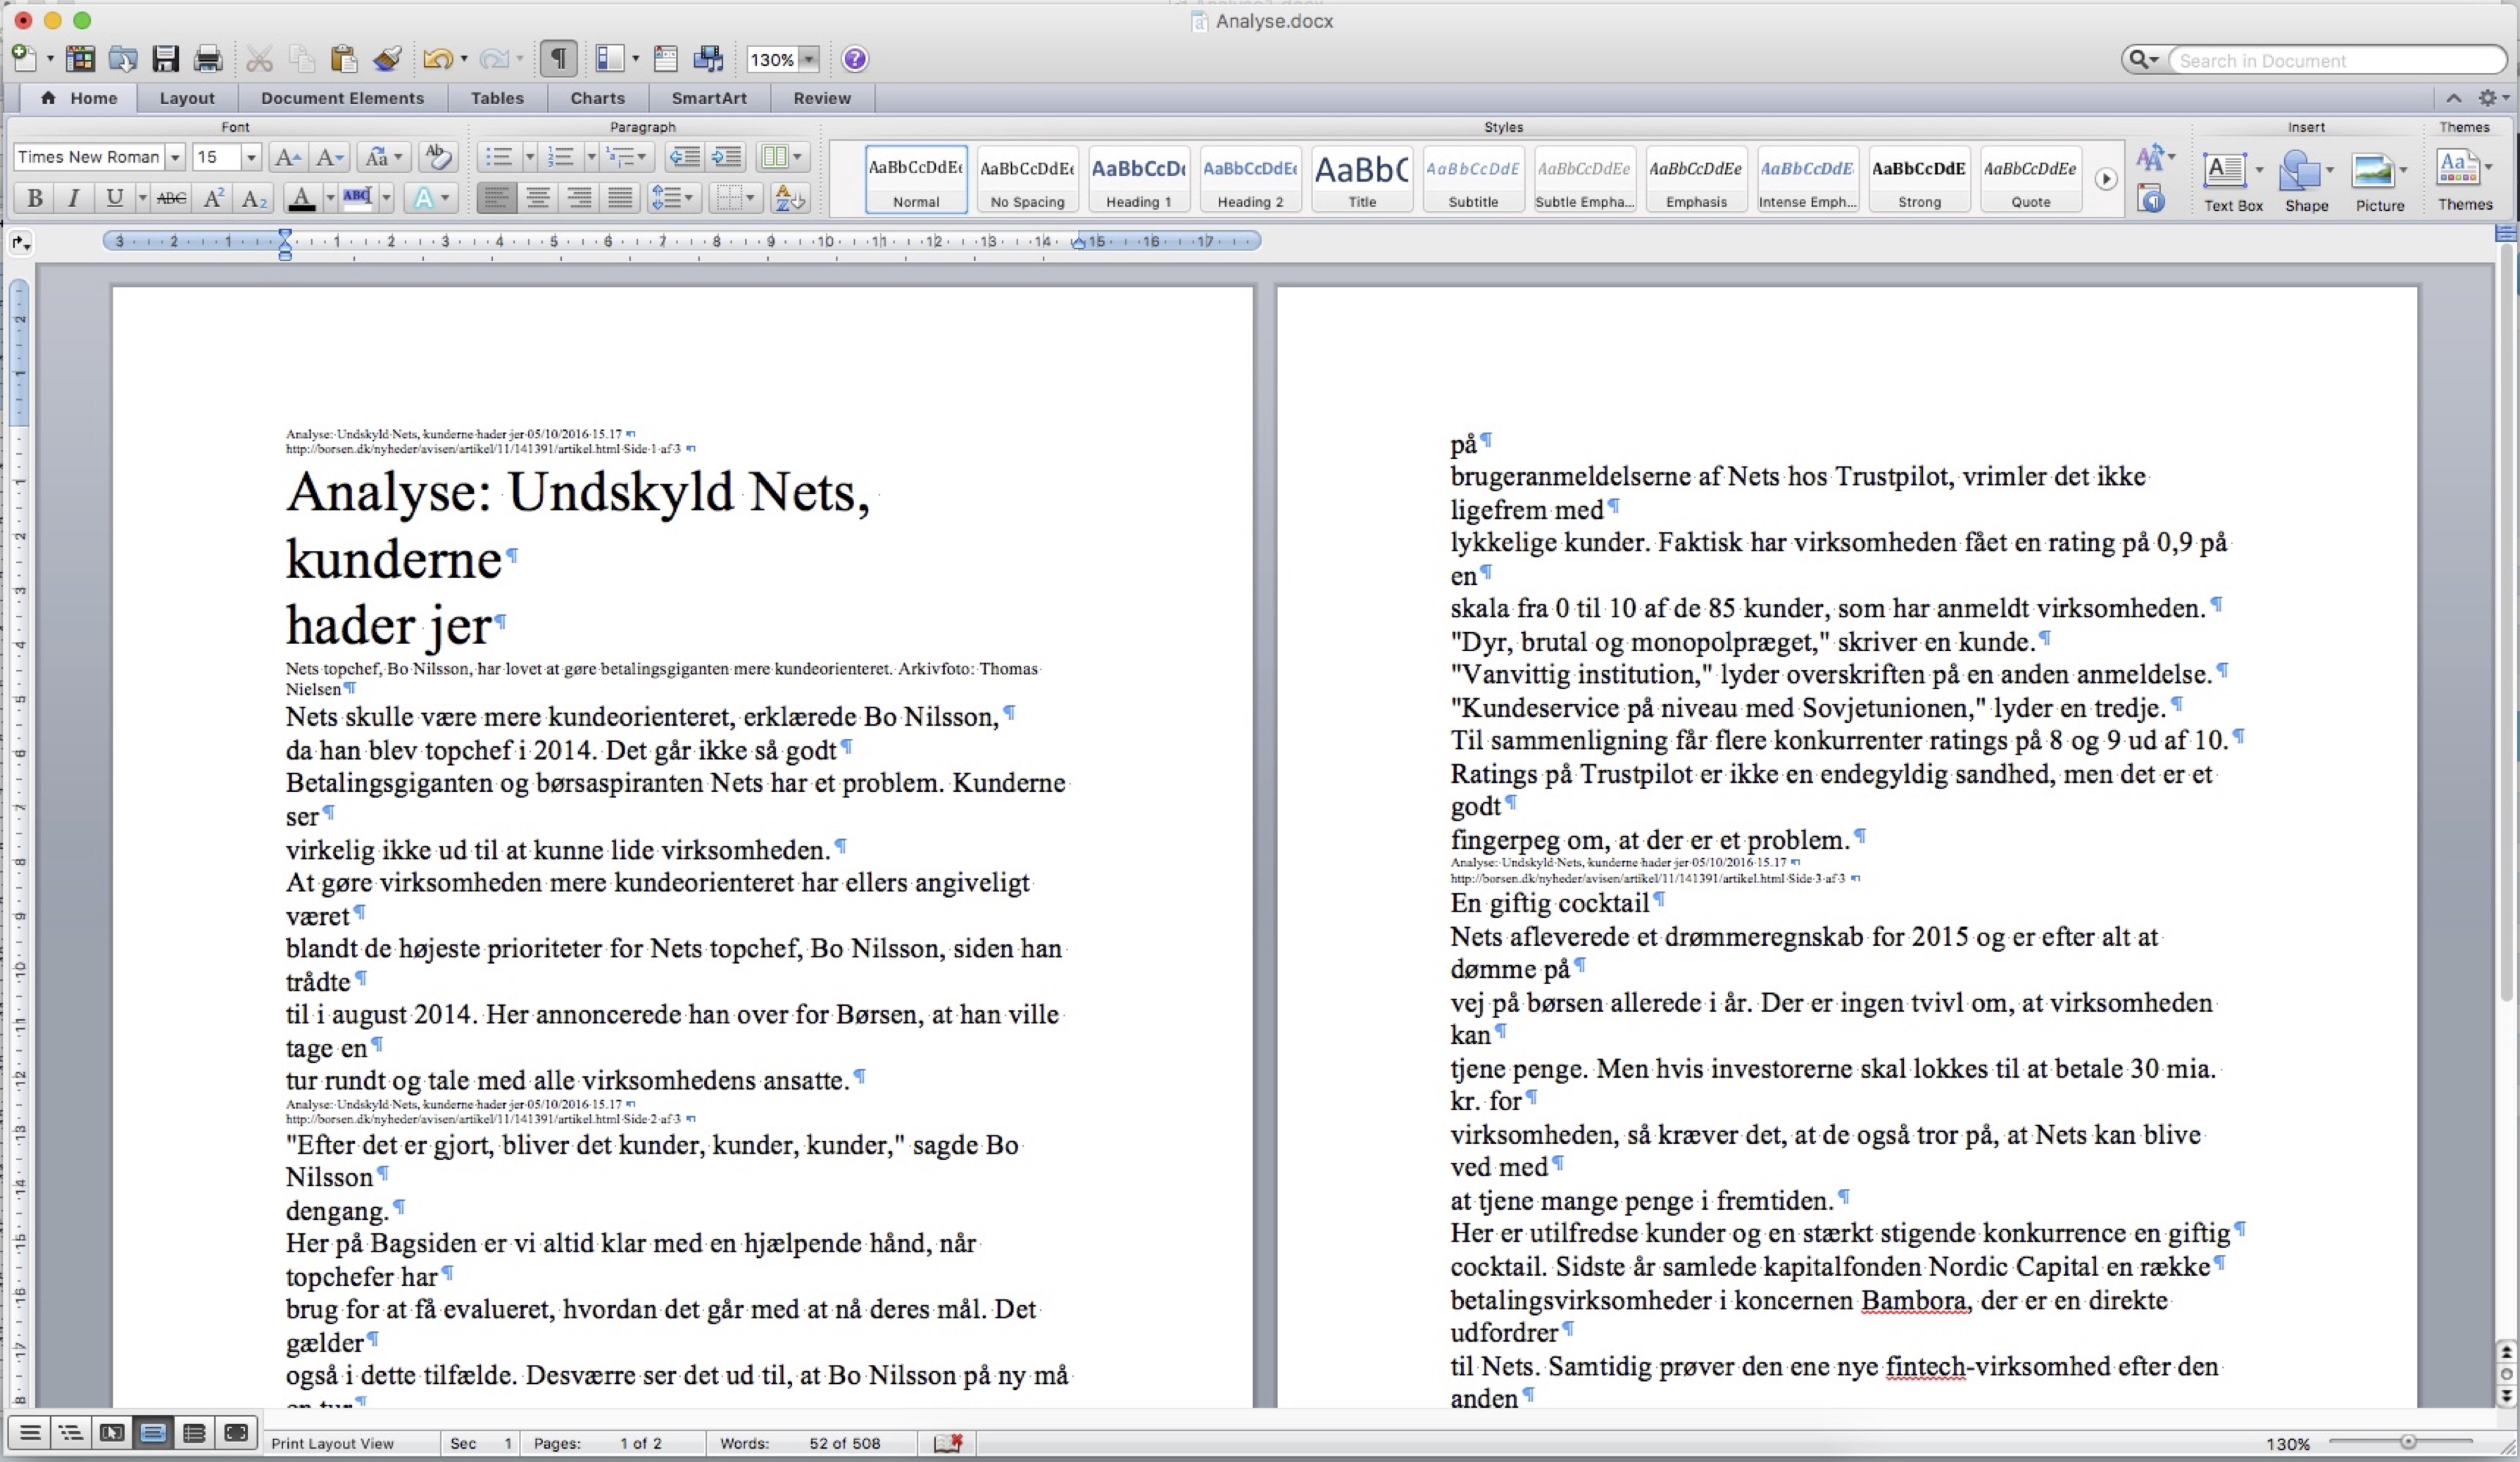 Analyse.docx
130%
Search in Document
Home Layout Document Elements Tables Charts SmartArt Review
Font Paragraph Styles Insert Themes
Times New Roman 15
AaBbCcDdEe AaBbCcDdEe AaBbCcDc AaBbCcDdEe AaBbC AaBbCcDdE AaBbCcDdEe AaBbCcDdEe AaBbCcDdE AaBbCcDdE AaBbCcDdEe
Normal No Spacing Heading 1 Heading 2 Title Subtitle Subtle Empha... Emphasis Intense Emph... Strong Quote
Text Box Shape Picture Themes
3 2 1 1 2 3 4 5 6 7 8 9 10 11 12 13 14 15 16 17
Analyse: Undskyld Nets, kunderne hader jer 05/10/2016 15.17
http://borsen.dk/nyheder/avisen/artikel/11/141391/artikel.html Side 1 af 3
Analyse: Undskyld Nets,
kunderne¶
hader jer¶
Nets topchef, Bo Nilsson, har lovet at gøre betalingsgiganten mere kundeorienteret. Arkivfoto: Thomas
Nielsen¶
Nets skulle være mere kundeorienteret, erklærede Bo Nilsson,¶
da han blev topchef i 2014. Det går ikke så godt¶
Betalingsgiganten og børsaspiranten Nets har et problem. Kunderne
ser¶
virkelig ikke ud til at kunne lide virksomheden.¶
At gøre virksomheden mere kundeorienteret har ellers angiveligt
været¶
blandt de højeste prioriteter for Nets topchef, Bo Nilsson, siden han
trådte¶
til i august 2014. Her annoncerede han over for Børsen, at han ville
tage en¶
tur rundt og tale med alle virksomhedens ansatte.¶
Analyse: Undskyld Nets, kunderne hader jer 05/10/2016 15.17
http://borsen.dk/nyheder/avisen/artikel/11/141391/artikel.html Side 2 af 3
"Efter det er gjort, bliver det kunder, kunder, kunder," sagde Bo
Nilsson¶
dengang.¶
Her på Bagsiden er vi altid klar med en hjælpende hånd, når
topchefer har¶
brug for at få evalueret, hvordan det går med at nå deres mål. Det
gælder¶
også i dette tilfælde. Desværre ser det ud til, at Bo Nilsson på ny må
en tur¶
på¶
brugeranmeldelserne af Nets hos Trustpilot, vrimler det ikke
ligefrem med¶
lykkelige kunder. Faktisk har virksomheden fået en rating på 0,9 på
en¶
skala fra 0 til 10 af de 85 kunder, som har anmeldt virksomheden.¶
"Dyr, brutal og monopolpræget," skriver en kunde.¶
"Vanvittig institution," lyder overskriften på en anden anmeldelse.¶
"Kundeservice på niveau med Sovjetunionen," lyder en tredje.¶
Til sammenligning får flere konkurrenter ratings på 8 og 9 ud af 10.¶
Ratings på Trustpilot er ikke en endegyldig sandhed, men det er et
godt¶
fingerpeg om, at der er et problem.¶
Analyse: Undskyld Nets, kunderne hader jer 05/10/2016 15.17
http://borsen.dk/nyheder/avisen/artikel/11/141391/artikel.html Side 3 af 3
En giftig cocktail¶
Nets afleverede et drømmeregnskab for 2015 og er efter alt at
dømme på¶
vej på børsen allerede i år. Der er ingen tvivl om, at virksomheden
kan¶
tjene penge. Men hvis investorerne skal lokkes til at betale 30 mia.
kr. for¶
virksomheden, så kræver det, at de også tror på, at Nets kan blive
ved med¶
at tjene mange penge i fremtiden.¶
Her er utilfredse kunder og en stærkt stigende konkurrence en giftig¶
cocktail. Sidste år samlede kapitalfonden Nordic Capital en række¶
betalingsvirksomheder i koncernen Bambora, der er en direkte
udfordrer¶
til Nets. Samtidig prøver den ene nye fintech-virksomhed efter den
anden¶
Print Layout View Sec 1 Pages: 1 of 2 Words: 52 of 508 130%